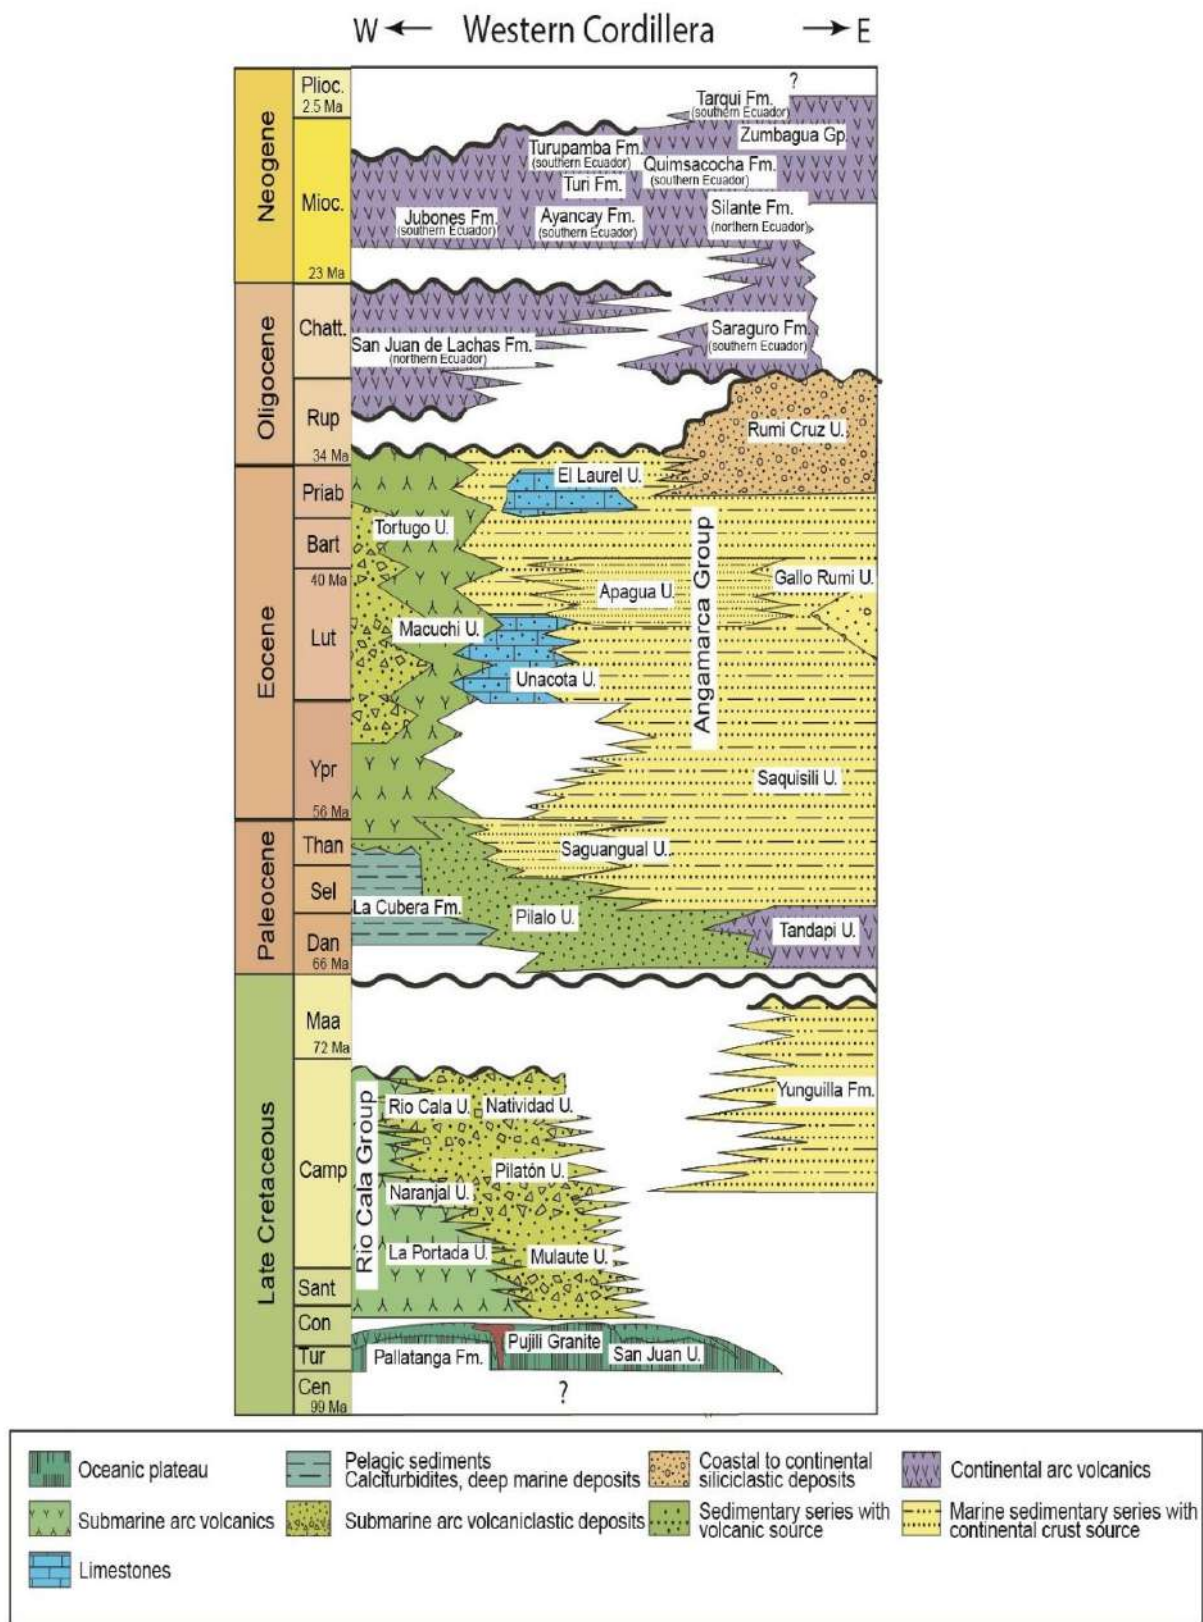 W Western Cordillera E
Neogene
Plioc.
2.5 Ma
Mioc.
23 Ma
?
Tarqui Fm.
(southern Ecuador)
Zumbagua Gp.
Turupamba Fm.
(southern Ecuador)
Quimsacocha Fm.
(southern Ecuador)
Turi Fm.
Silante Fm.
(northern Ecuador)
Jubones Fm.
(southern Ecuador)
Ayancay Fm.
(southern Ecuador)
Oligocene
Chatt.
Rup
34 Ma
Saraguro Fm.
(southern Ecuador)
San Juan de Lachas Fm.
(northern Ecuador)
Rumi Cruz U.
Eocene
Priab
Bart
40 Ma
Lut
Ypr
56 Ma
El Laurel U.
Tortugo U.
Angamarca Group
Gallo Rumi U.
Apagua U.
Macuchi U.
Unacota U.
Saquisili U.
Paleocene
Than
Sel
Dan
66 Ma
Saguangual U.
La Cubera Fm.
Pilalo U.
Tandapi U.
Late Cretaceous
Maa
72 Ma
Camp
Sant
Con
Tur
Cen
99 Ma
Yunguilla Fm.
Rio Cala Group
Rio Cala U.
Natividad U.
Pilatón U.
Naranjal U.
La Portada U.
Mulaute U.
Pujili Granite
Pallatanga Fm.
San Juan U.
?
Oceanic plateau
Pelagic sediments
Calciturbidites, deep marine deposits
Coastal to continental
siliciclastic deposits
Continental arc volcanics
Submarine arc volcanics
Submarine arc volcaniclastic deposits
Sedimentary series with
volcanic source
Marine sedimentary series with
continental crust source
Limestones